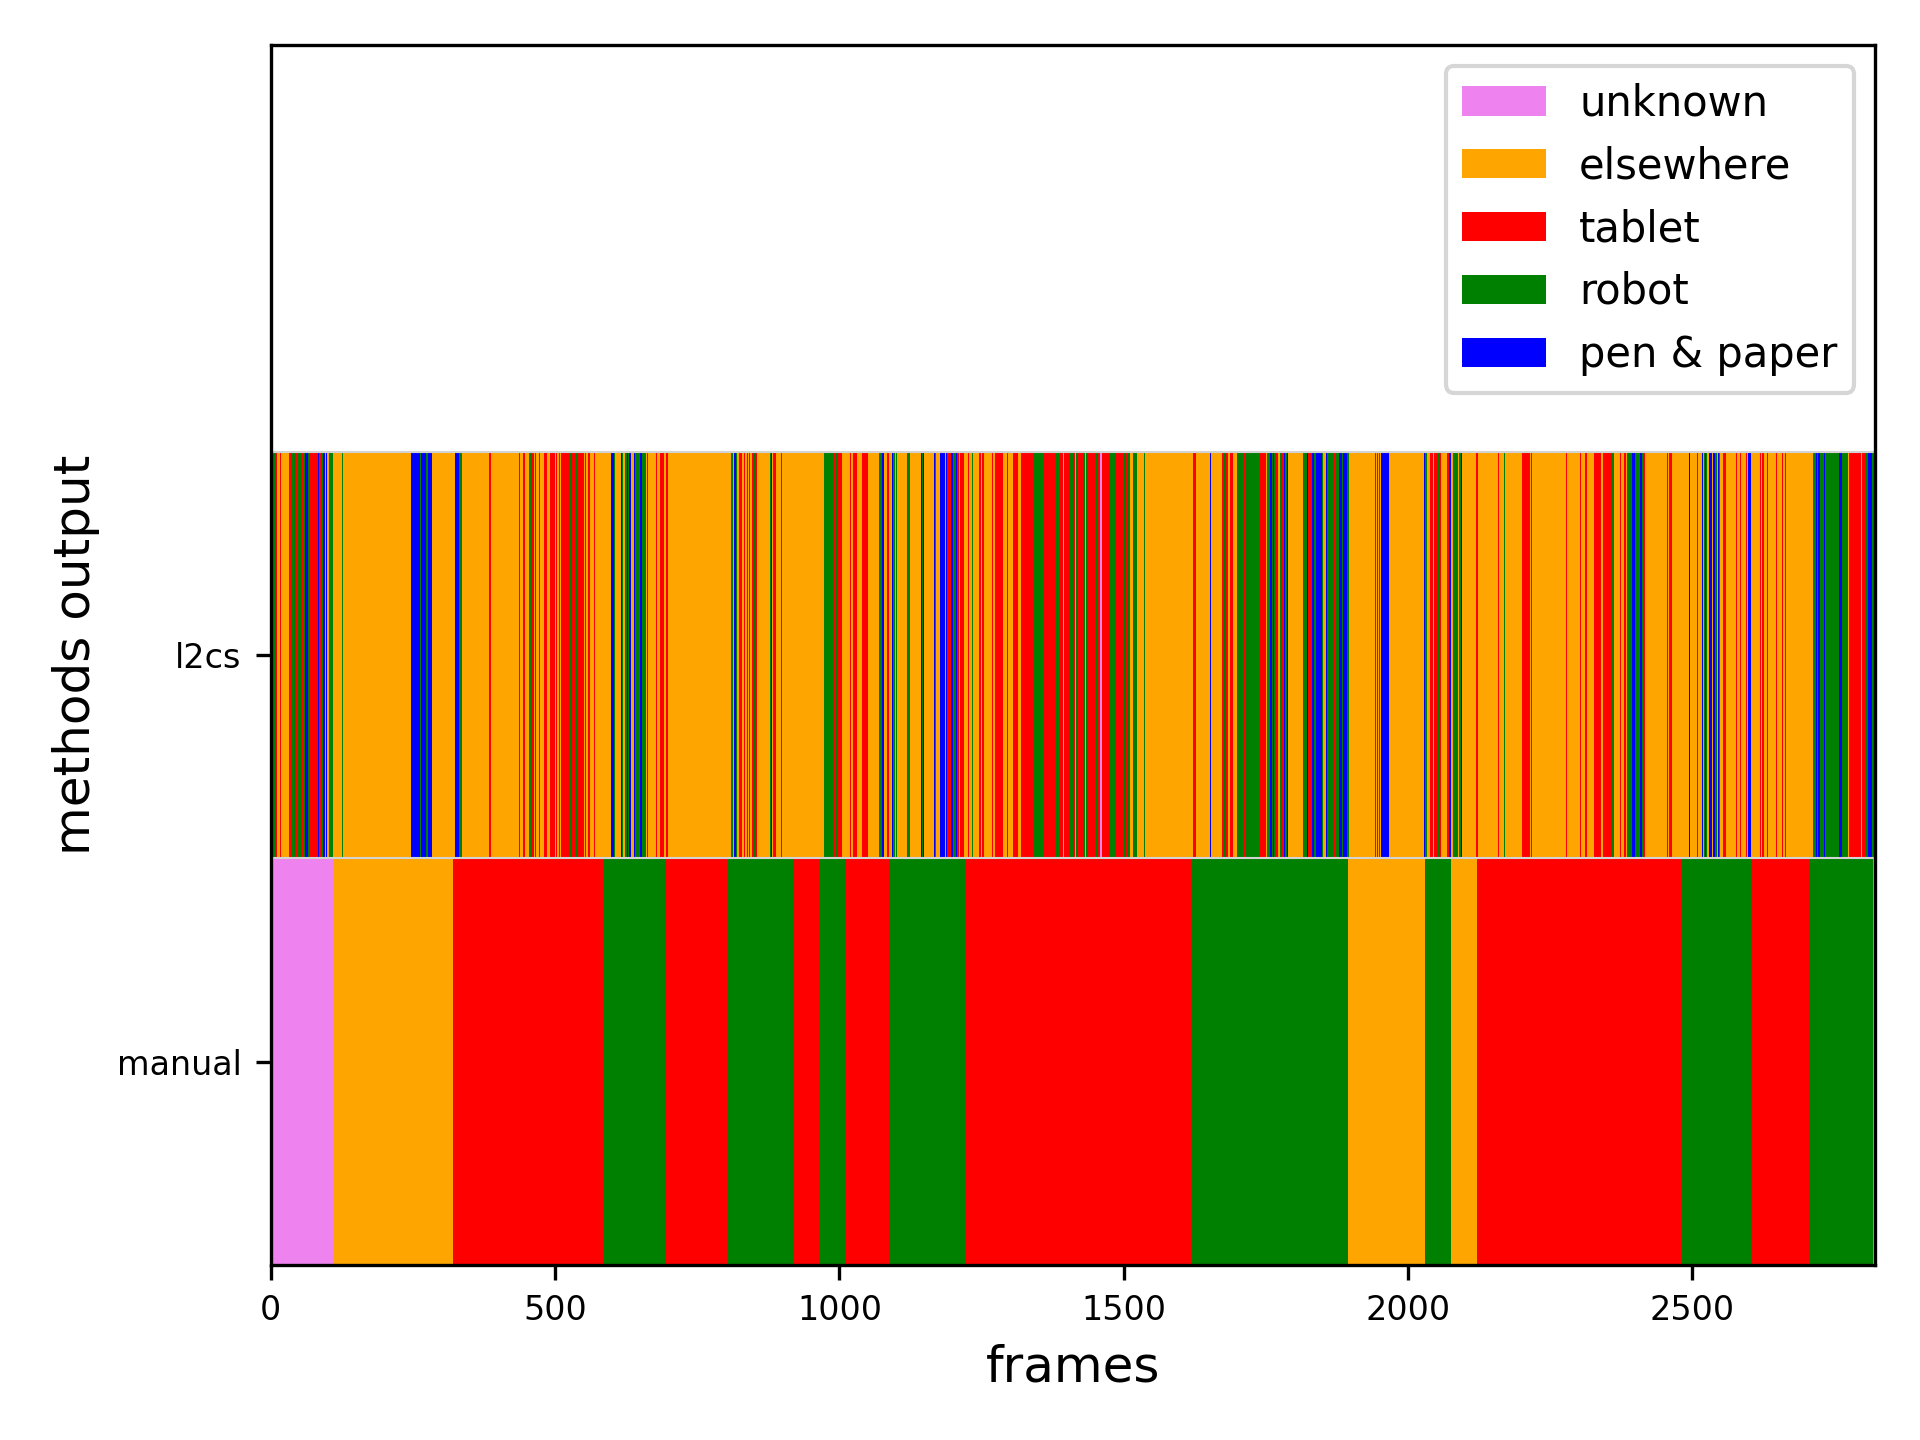 unknown
elsewhere
tablet
robot
pen & paper
methods output
l2cs
manual
0 500 1000 1500 2000 2500
frames